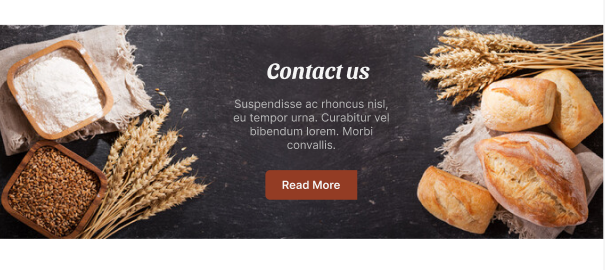 Contact us
Suspendisse ac rhoncus nisl,
eu tempor urna. Curabitur vel
bibendum lorem. Morbi
convallis.
Read More